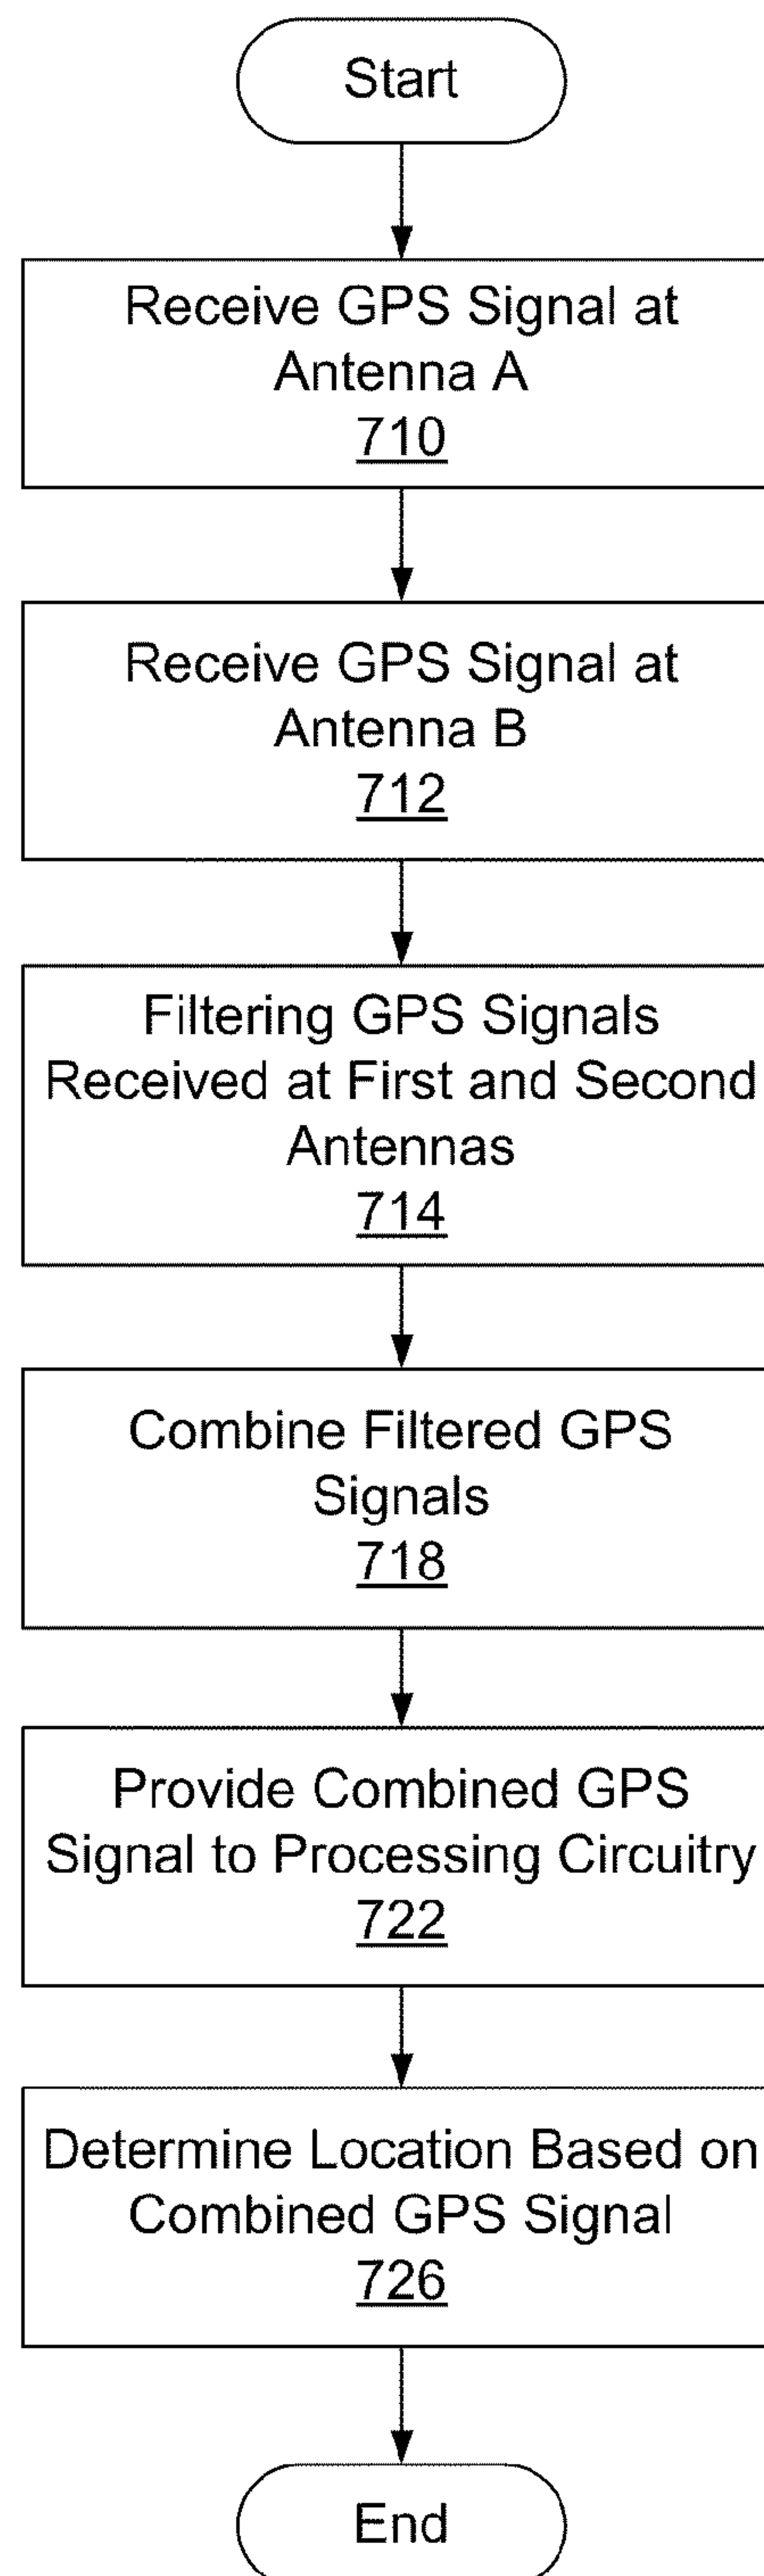 Start
Receive GPS Signal at
Antenna A
710
Receive GPS Signal at
Antenna B
712
Filtering GPS Signals
Received at First and Second
Antennas
714
Combine Filtered GPS
Signals
718
Provide Combined GPS
Signal to Processing Circuitry
722
Determine Location Based on
Combined GPS Signal
726
End